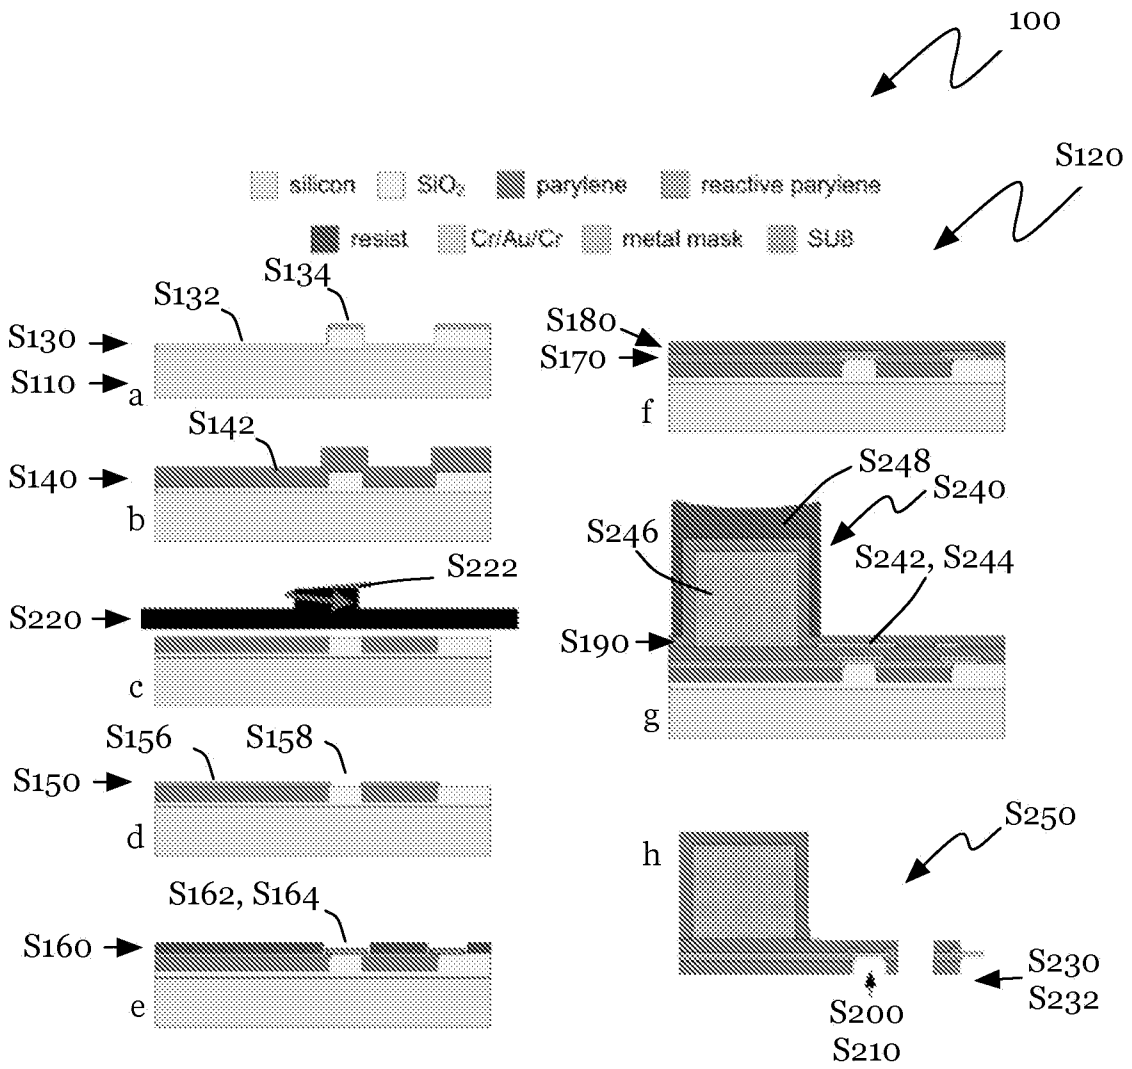 100
S120
silicon SiO₂ parylene reactive parylene
resist Cr/Au/Cr metal mask SU8
S134
S132
S130
S110
a
S142
S140
b
S222
S220
c
S156 S158
S150
d
S162, S164
S160
e
S180
S170
f
S248
S240
S246
S242, S244
S190
g
S250
h
S230
S232
S200
S210